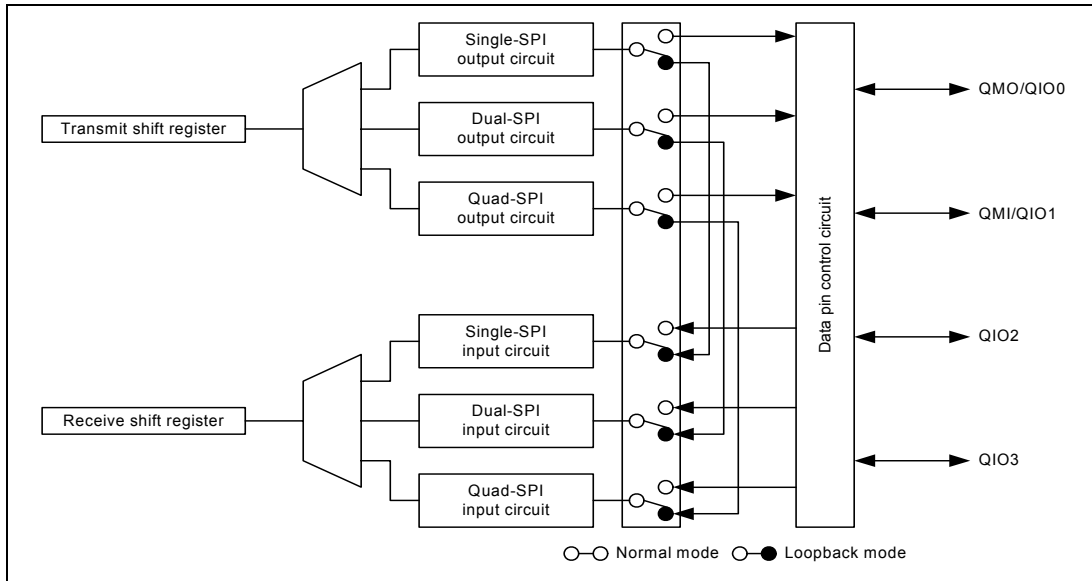 Single-SPI
output circuit
QMO/QIO0
Transmit shift register
Dual-SPI
output circuit
Quad-SPI
output circuit
QMI/QIO1
Data pin control circuit
Single-SPI
input circuit
QIO2
Receive shift register
Dual-SPI
input circuit
QIO3
Quad-SPI
input circuit
Normal mode
Loopback mode